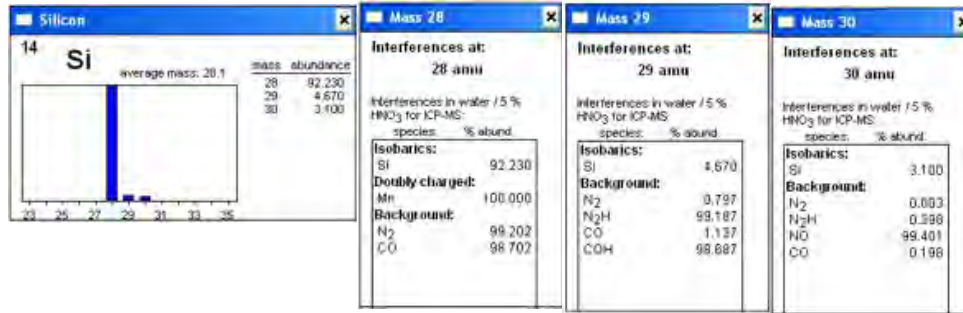 Silicon
14
Si
average mass: 28.1
mass abundance
28 92.230
29 4.670
30 3.100
23 25 27 29 31 33 35
Mass 28
Interferences at:
28 amu
Interferences in water / 5 %
HNO3 for ICP-MS:
species: % abund
Isobarics:
Si 92.230
Doubly charged:
Mn 100.000
Background:
N2 99.202
CO 98.702
Mass 29
Interferences at:
29 amu
Interferences in water / 5 %
HNO3 for ICP-MS:
species: % abund
Isobarics:
Si 4.670
Background:
N2 0.797
N2H 99.187
CO 1.137
COH 98.687
Mass 30
Interferences at:
30 amu
Interferences in water / 5 %
HNO3 for ICP-MS:
species: % abund
Isobarics:
Si 3.100
Background:
N2 0.003
N2H 0.398
NO 99.401
CO 0.198